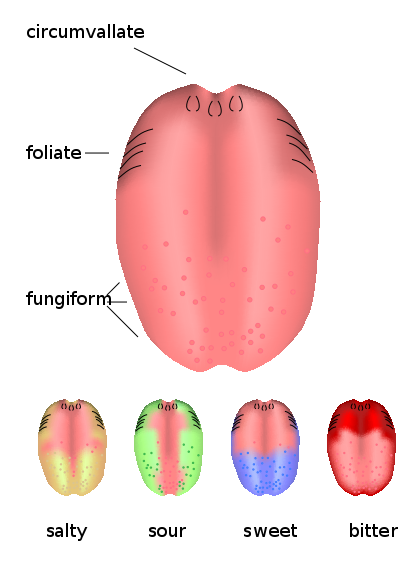 circumvallate
foliate
fungiform
salty sour sweet bitter